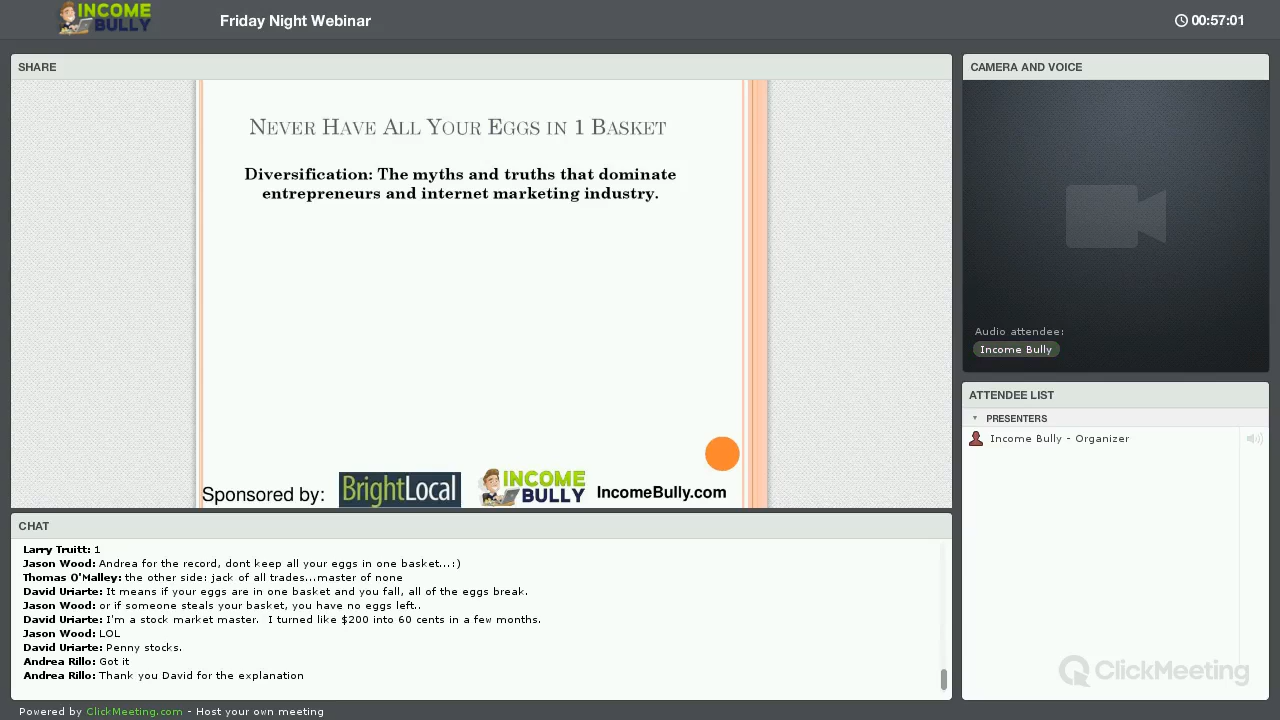 INCOME
BULLY
Friday Night Webinar
00:57:01
SHARE
NEVER HAVE ALL YOUR EGGS IN 1 BASKET
Diversification: The myths and truths that dominate
entrepreneurs and internet marketing industry.
Sponsored by:
BrightLocal
INCOME
BULLY
IncomeBully.com
CAMERA AND VOICE
Audio attendee:
Income Bully
ATTENDEE LIST
PRESENTERS
Income Bully - Organizer
ClickMeeting
CHAT
Larry Truitt: 1
Jason Wood: Andrea for the record, dont keep all your eggs in one basket...:)
Thomas O'Malley: the other side: jack of all trades...master of none
David Uriarte: It means if your eggs are in one basket and you fall, all of the eggs break.
Jason Wood: or if someone steals your basket, you have no eggs left..
David Uriarte: I'm a stock market master.  I turned like $200 into 60 cents in a few months.
Jason Wood: LOL
David Uriarte: Penny stocks.
Andrea Rillo: Got it
Andrea Rillo: Thank you David for the explanation
Powered by ClickMeeting.com - Host your own meeting